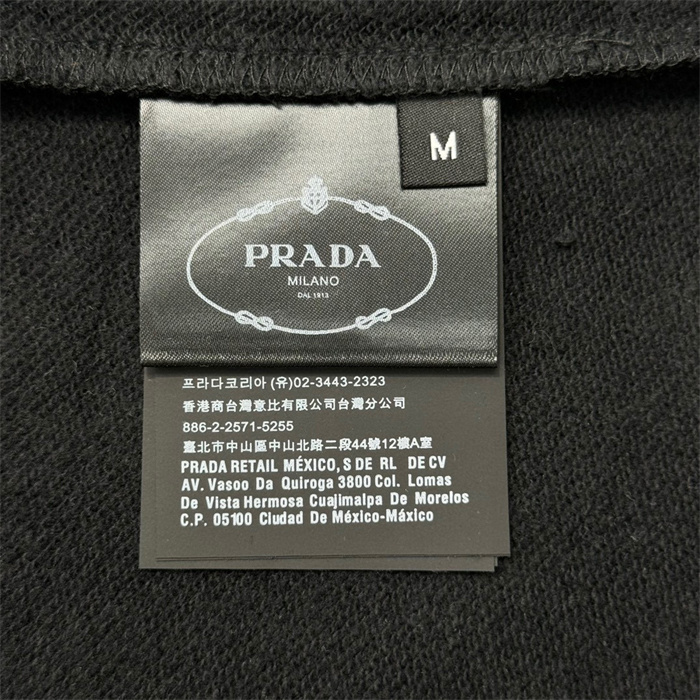 M
PRADA
MILANO
DAL 1913
프라다코리아 (유)02-3443-2323
香港商台灣意比有限公司台灣分公司
886-2-2571-5255
臺北市中山區中山北路二段44號12樓A室
PRADA RETAIL MÉXICO, S DE RL DE CV
AV. Vasoo Da Quiroga 3800 Col. Lomas
De Vista Hermosa Cuajimalpa De Morelos
C.P. 05100 Ciudad De México-México